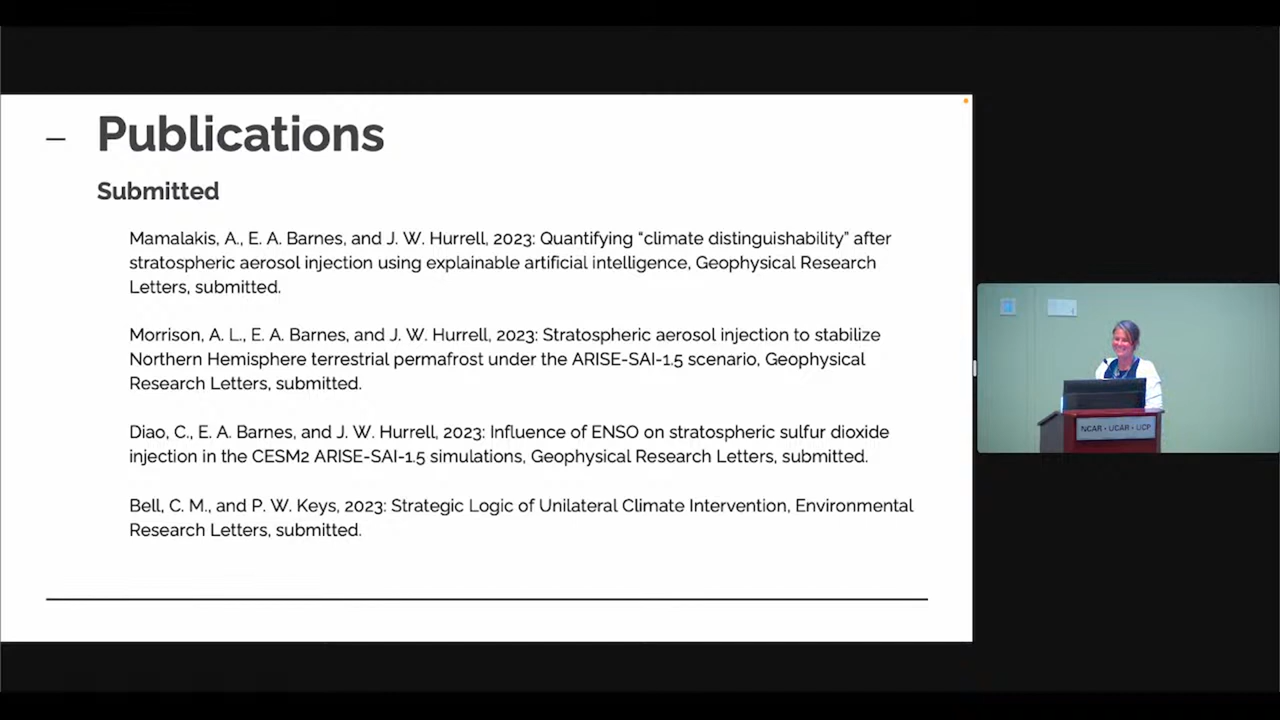 – Publications
Submitted
Mamalakis, A., E. A. Barnes, and J. W. Hurrell, 2023: Quantifying “climate distinguishability” after
stratospheric aerosol injection using explainable artificial intelligence, Geophysical Research
Letters, submitted.
Morrison, A. L., E. A. Barnes, and J. W. Hurrell, 2023: Stratospheric aerosol injection to stabilize
Northern Hemisphere terrestrial permafrost under the ARISE-SAI-1.5 scenario, Geophysical
Research Letters, submitted.
Diao, C., E. A. Barnes, and J. W. Hurrell, 2023: Influence of ENSO on stratospheric sulfur dioxide
injection in the CESM2 ARISE-SAI-1.5 simulations, Geophysical Research Letters, submitted.
Bell, C. M., and P. W. Keys, 2023: Strategic Logic of Unilateral Climate Intervention, Environmental
Research Letters, submitted.
NCAR • UCAR • UCP